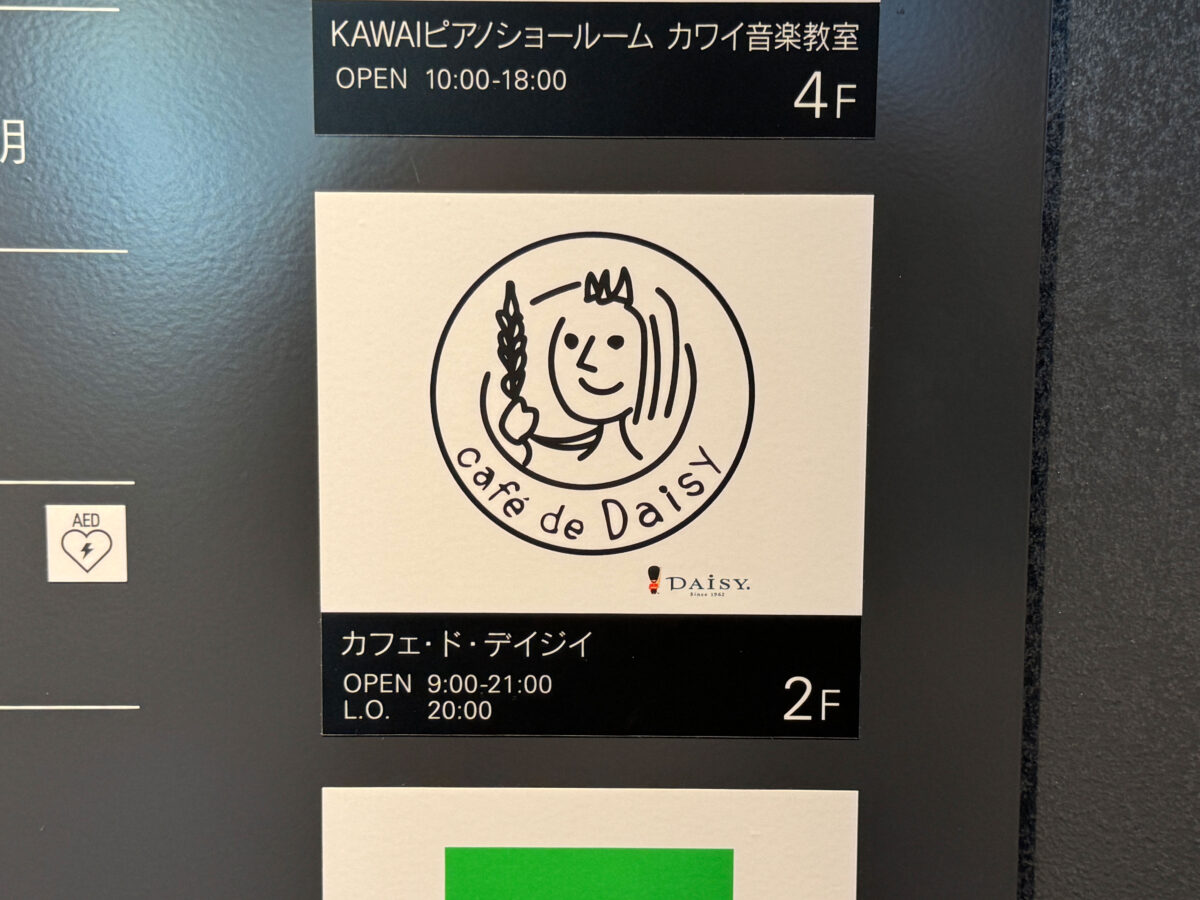 KAWAIピアノショールーム カワイ音楽教室
OPEN 10:00-18:00
4F
月
AED
café de Daisy
DAISY.
Since 1962
カフェ・ド・デイジイ
OPEN 9:00-21:00
L.O. 20:00
2F